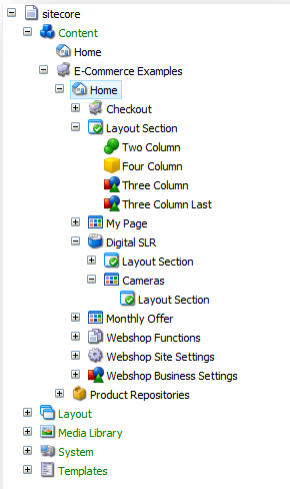 sitecore
Content
Home
E-Commerce Examples
Home
Checkout
Layout Section
Two Column
Four Column
Three Column
Three Column Last
My Page
Digital SLR
Layout Section
Cameras
Layout Section
Monthly Offer
Webshop Functions
Webshop Site Settings
Webshop Business Settings
Product Repositories
Layout
Media Library
System
Templates